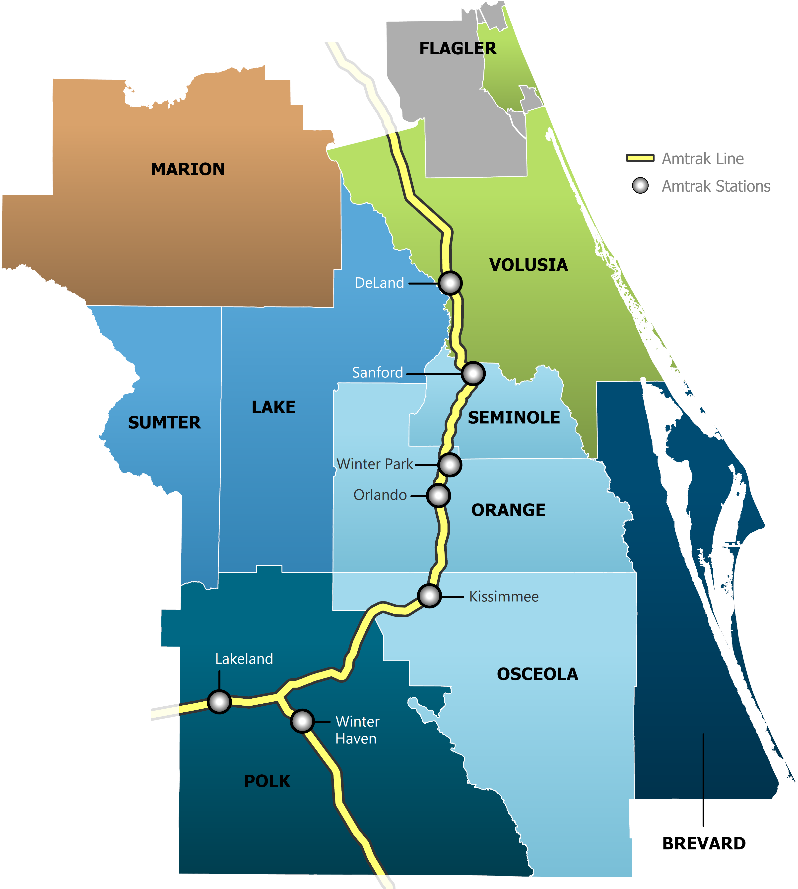 FLAGLER
MARION
Amtrak Line
Amtrak Stations
VOLUSIA
DeLand
Sanford
LAKE
SEMINOLE
SUMTER
Winter Park
Orlando
ORANGE
Kissimmee
Lakeland
OSCEOLA
Winter
Haven
POLK
BREVARD